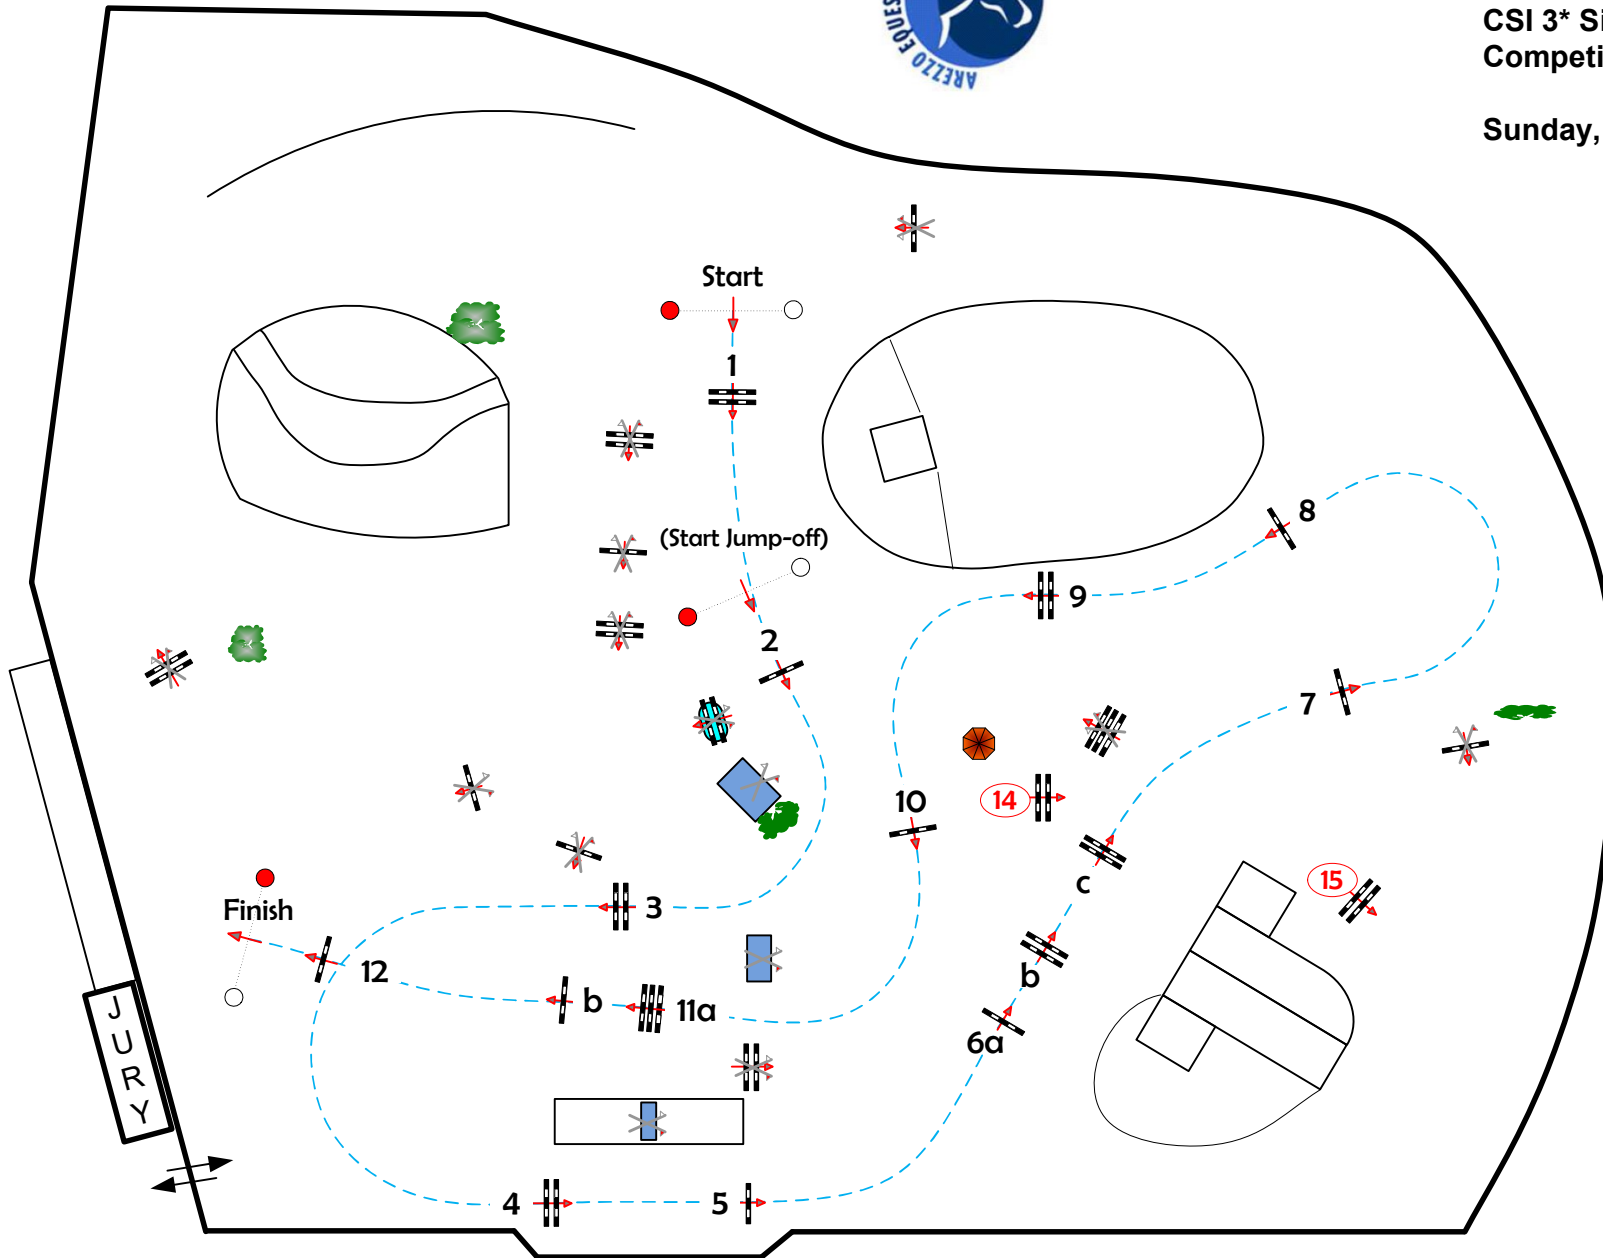 AREZZO EQUES
CSI 3* Si
Competi
Sunday,
Start
1
(Start Jump-off)
2
8
9
7
10
14
15
c
3
Finish
12
b
b
11a
6a
JURY
4
5